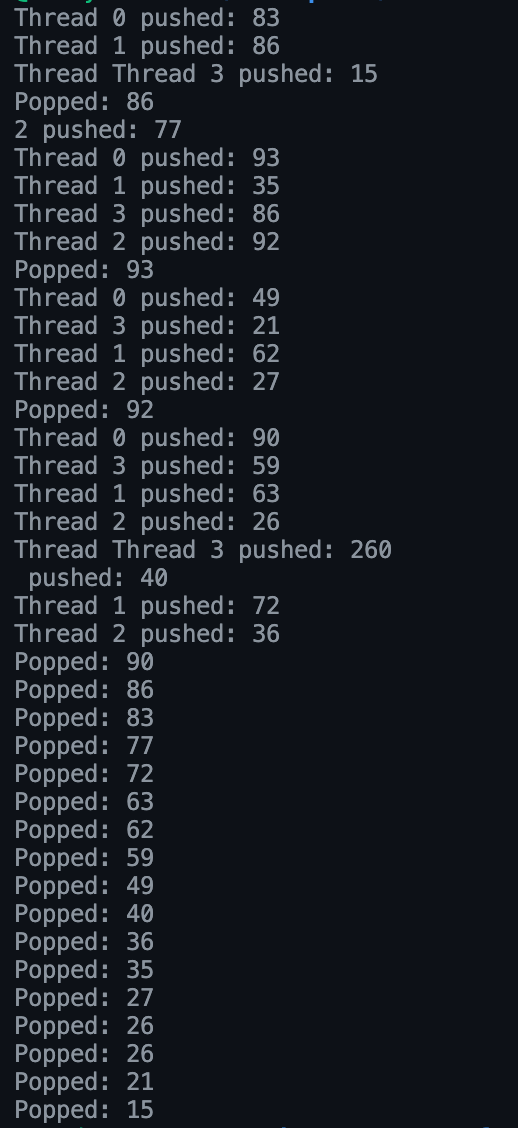 Thread 0 pushed: 83
Thread 1 pushed: 86
Thread Thread 3 pushed: 15
Popped: 86
2 pushed: 77
Thread 0 pushed: 93
Thread 1 pushed: 35
Thread 3 pushed: 86
Thread 2 pushed: 92
Popped: 93
Thread 0 pushed: 49
Thread 3 pushed: 21
Thread 1 pushed: 62
Thread 2 pushed: 27
Popped: 92
Thread 0 pushed: 90
Thread 3 pushed: 59
Thread 1 pushed: 63
Thread 2 pushed: 26
Thread Thread 3 pushed: 260
 pushed: 40
Thread 1 pushed: 72
Thread 2 pushed: 36
Popped: 90
Popped: 86
Popped: 83
Popped: 77
Popped: 72
Popped: 63
Popped: 62
Popped: 59
Popped: 49
Popped: 40
Popped: 36
Popped: 35
Popped: 27
Popped: 26
Popped: 26
Popped: 21
Popped: 15